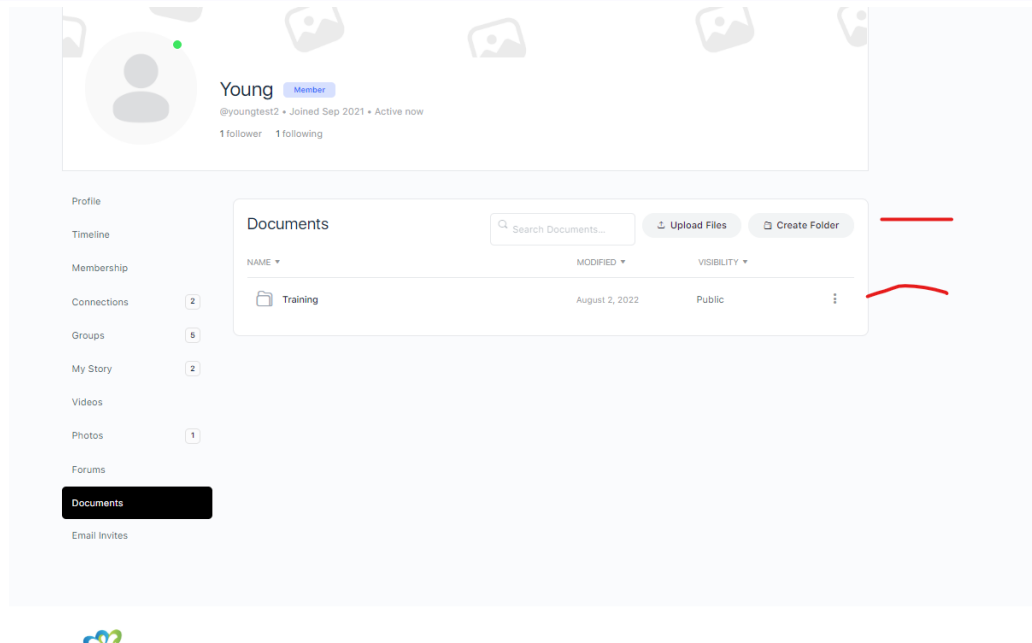 Young Member
@youngtest2 • Joined Sep 2021 • Active now
1 follower 1 following
Profile
Timeline
Membership
Connections 2
Groups 5
My Story 2
Videos
Photos 1
Forums
Documents
Email Invites
Documents Search Documents... Upload Files Create Folder
NAME MODIFIED VISIBILITY
Training August 2, 2022 Public